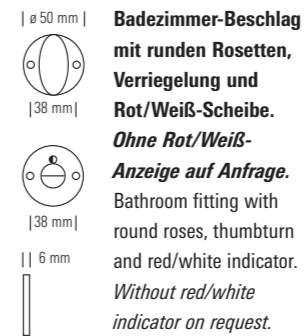 | ø 50 mm |
|38 mm|
|38 mm|
|| 6 mm
Badezimmer-Beschlag
mit runden Rosetten,
Verriegelung und
Rot/Weiß-Scheibe.
Ohne Rot/Weiß-
Anzeige auf Anfrage.
Bathroom fitting with
round roses, thumbturn
and red/white indicator.
Without red/white
indicator on request.